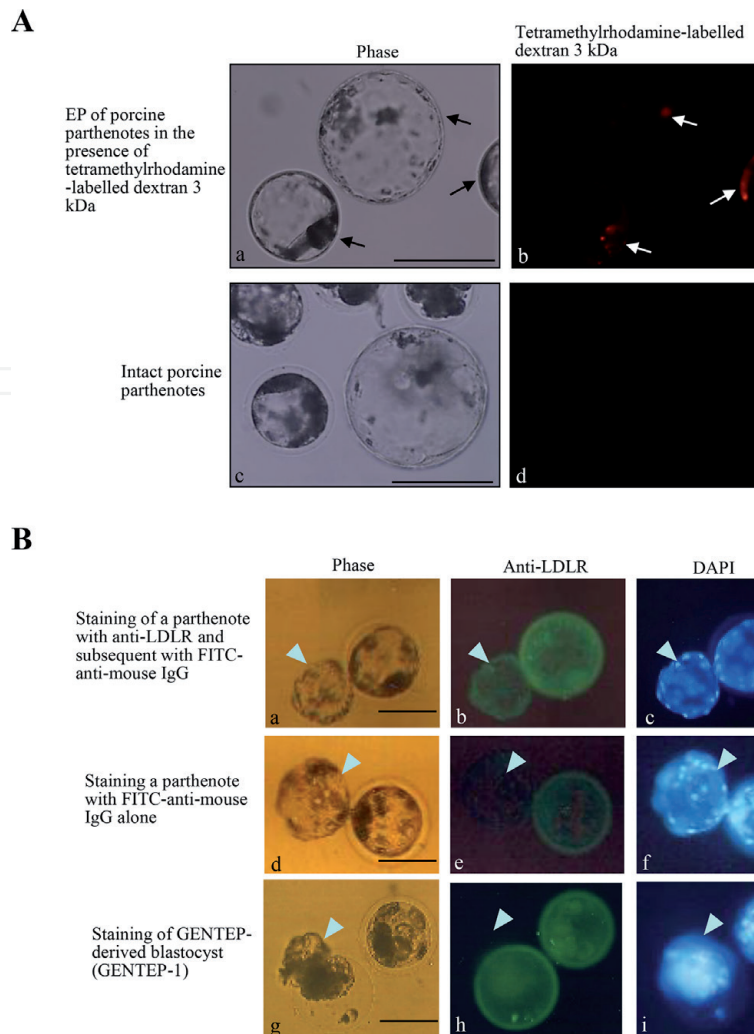 A
Phase
Tetramethylrhodamine-labelled
dextran 3 kDa
EP of porcine
parthenotes in the
presence of
tetramethylrhodamine
-labelled dextran 3
kDa
a
b
Intact porcine
parthenotes
c
d
B
Phase
Anti-LDLR
DAPI
Staining of a parthenote
with anti-LDLR and
subsequent with FITC-
anti-mouse IgG
a
b
c
Staining a parthenote
with FITC-anti-mouse
IgG alone
d
e
f
Staining of GENTEP-
derived blastocyst
(GENTEP-1)
g
h
i